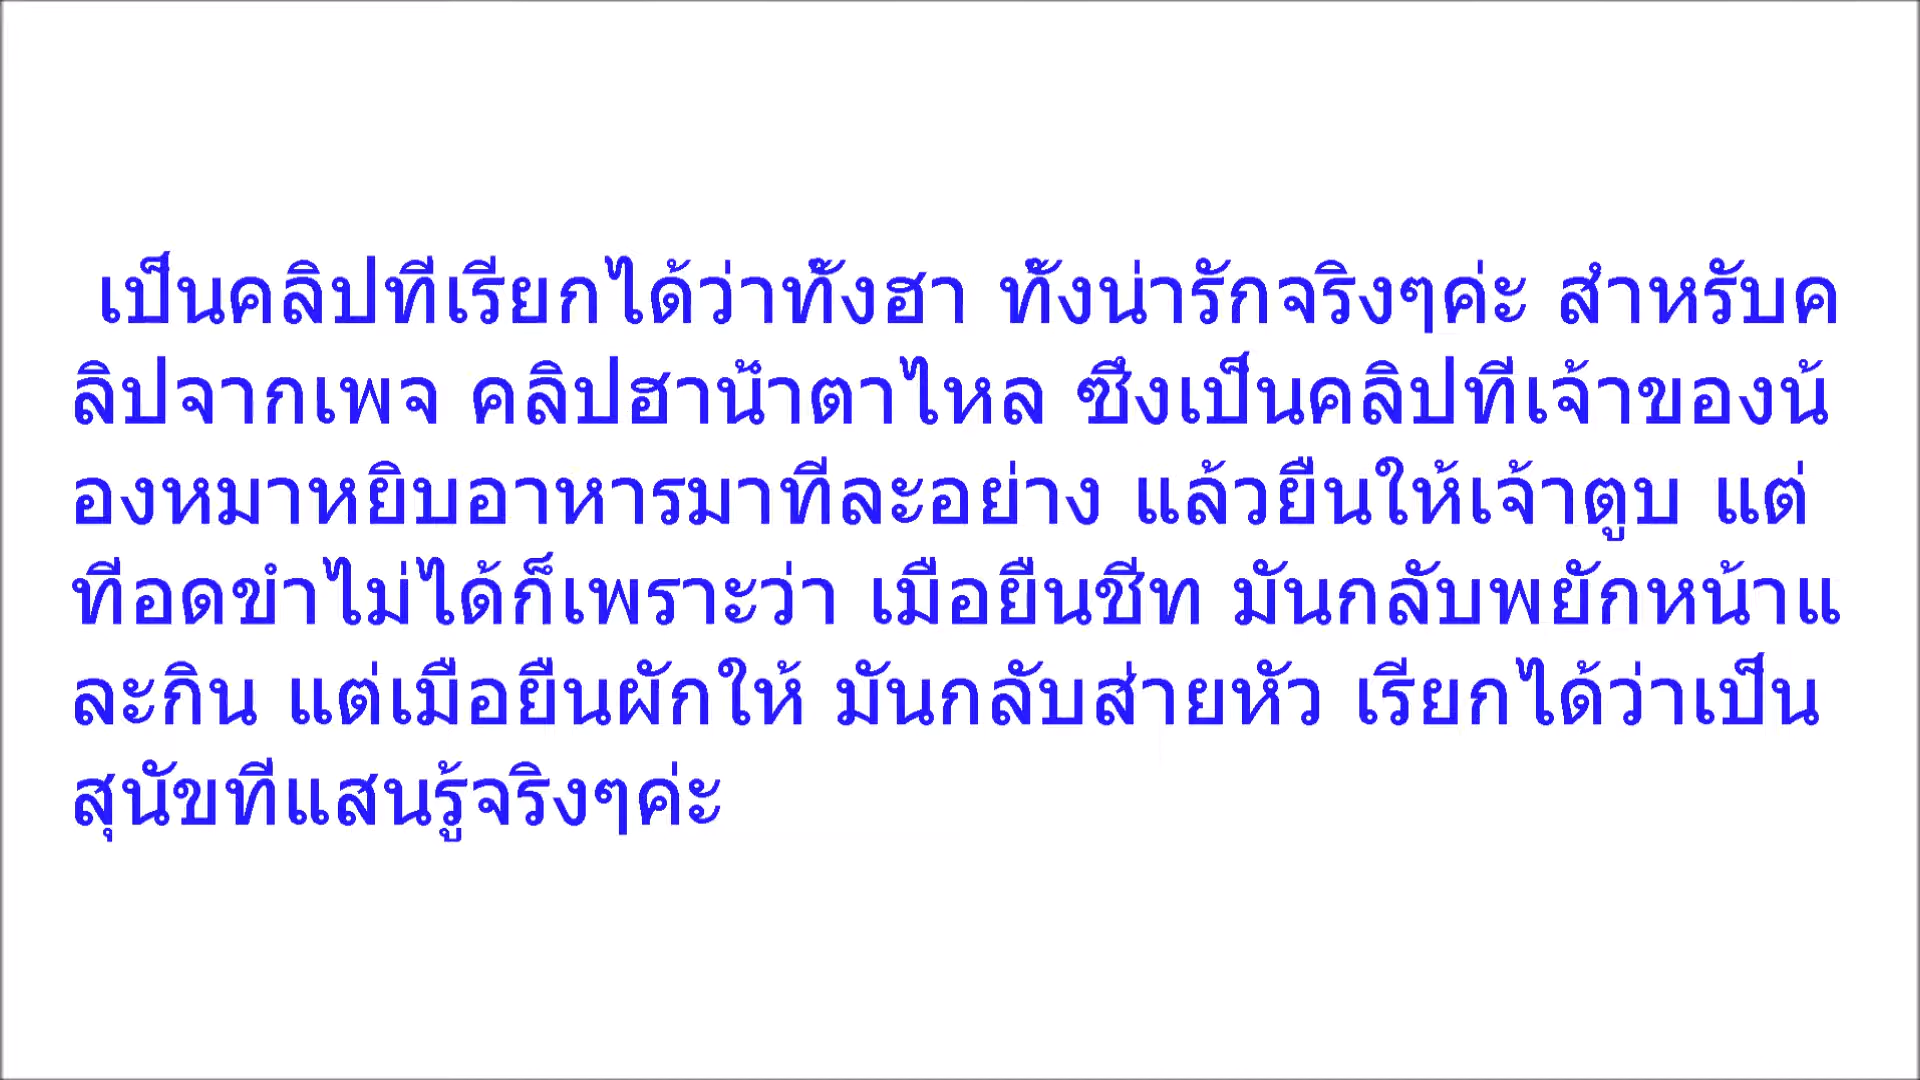 เป็นคลิปที่เรียกได้ว่าทั้งฮา ทั้งน่ารักจริงๆค่ะ สำหรับค
ลิปจากเพจ คลิปฮาน้ำตาไหล ซึ่งเป็นคลิปที่เจ้าของน้
องหมาหยิบอาหารมาทีละอย่าง แล้วยื่นให้เจ้าตูบ แต่
ที่อดขำไม่ได้ก็เพราะว่า เมื่อยื่นชีท มันกลับพยักหน้าแ
ละกิน แต่เมื่อยื่นผักให้ มันกลับส่ายหัว เรียกได้ว่าเป็น
สุนัขที่แสนรู้จริงๆค่ะ